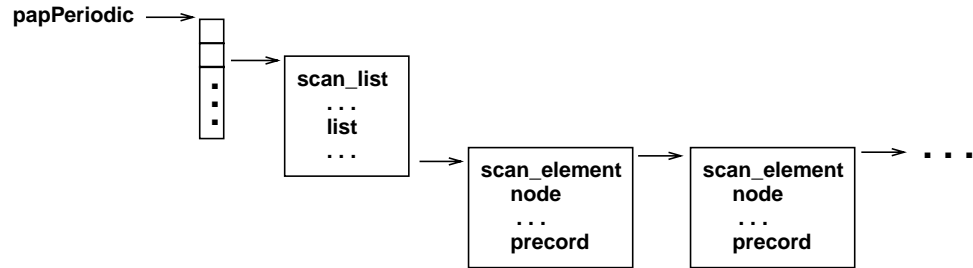 papPeriodic
scan_list
. . .
list
. . .
scan_element
node
. . .
precord
scan_element
node
. . .
precord
. . .